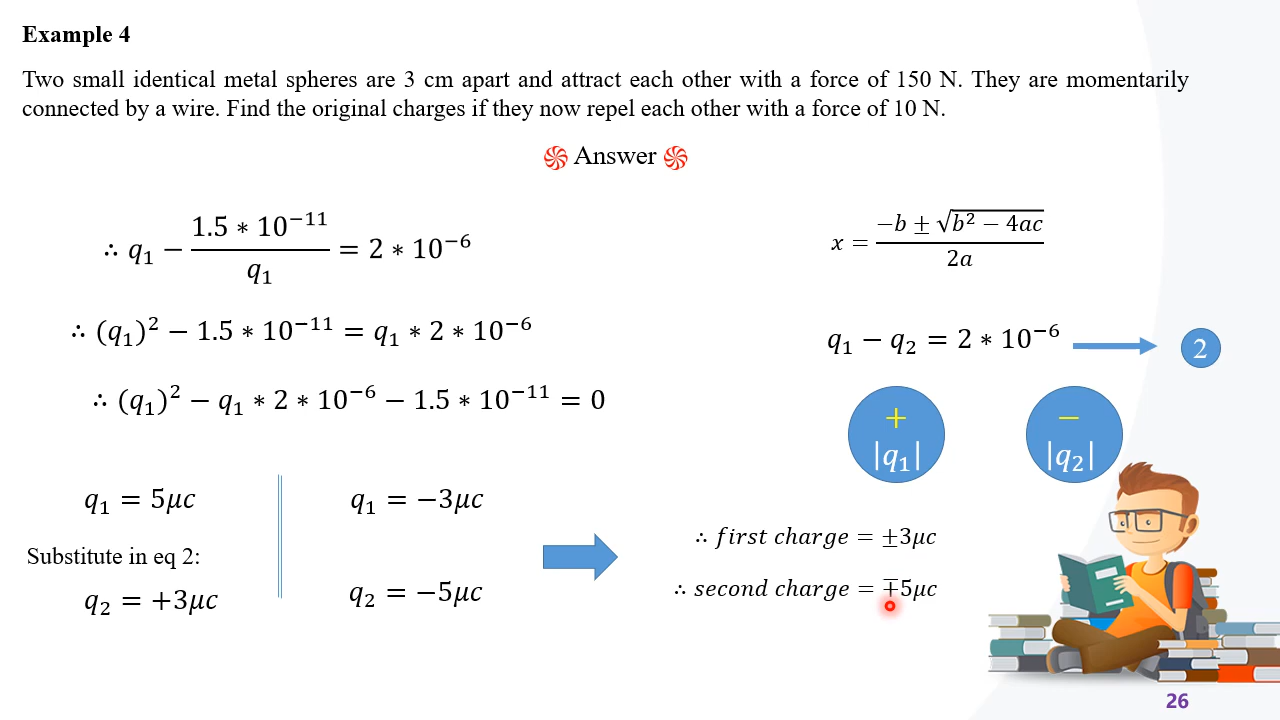 Example 4
Two small identical metal spheres are 3 cm apart and attract each other with a force of 150 N. They are momentarily
connected by a wire. Find the original charges if they now repel each other with a force of 10 N.
Answer
∴ q₁ − (1.5 ∗ 10⁻¹¹)/q₁ = 2 ∗ 10⁻⁶
∴ (q₁)² − 1.5 ∗ 10⁻¹¹ = q₁ ∗ 2 ∗ 10⁻⁶
∴ (q₁)² − q₁ ∗ 2 ∗ 10⁻⁶ − 1.5 ∗ 10⁻¹¹ = 0
x = (−b ± √(b² − 4ac))/2a
q₁ − q₂ = 2 ∗ 10⁻⁶
2
+
|q₁|
−
|q₂|
q₁ = 5μc
Substitute in eq 2:
q₂ = +3μc
q₁ = −3μc
q₂ = −5μc
∴ first charge = ±3μc
∴ second charge = ∓5μc
26